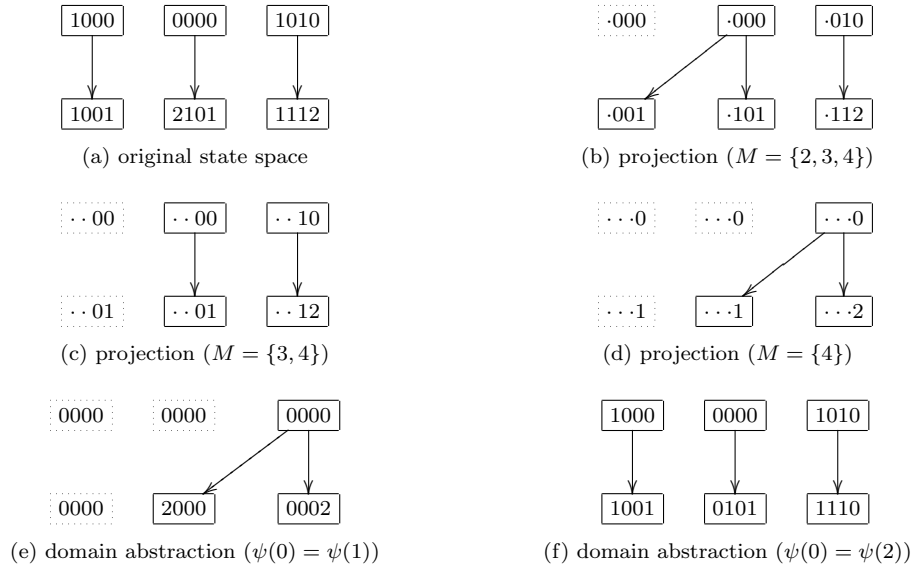 1000 0000 1010 ·000 ·000 ·010
1001 2101 1112 ·001 ·101 ·112
(a) original state space (b) projection (M = {2, 3, 4})
· · 00 · · 00 · · 10 · · ·0 · · ·0 · · ·0
· · 01 · · 01 · · 12 · · ·1 · · ·1 · · ·2
(c) projection (M = {3, 4}) (d) projection (M = {4})
0000 0000 0000 1000 0000 1010
0000 2000 0002 1001 0101 1110
(e) domain abstraction (ψ(0) = ψ(1)) (f) domain abstraction (ψ(0) = ψ(2))